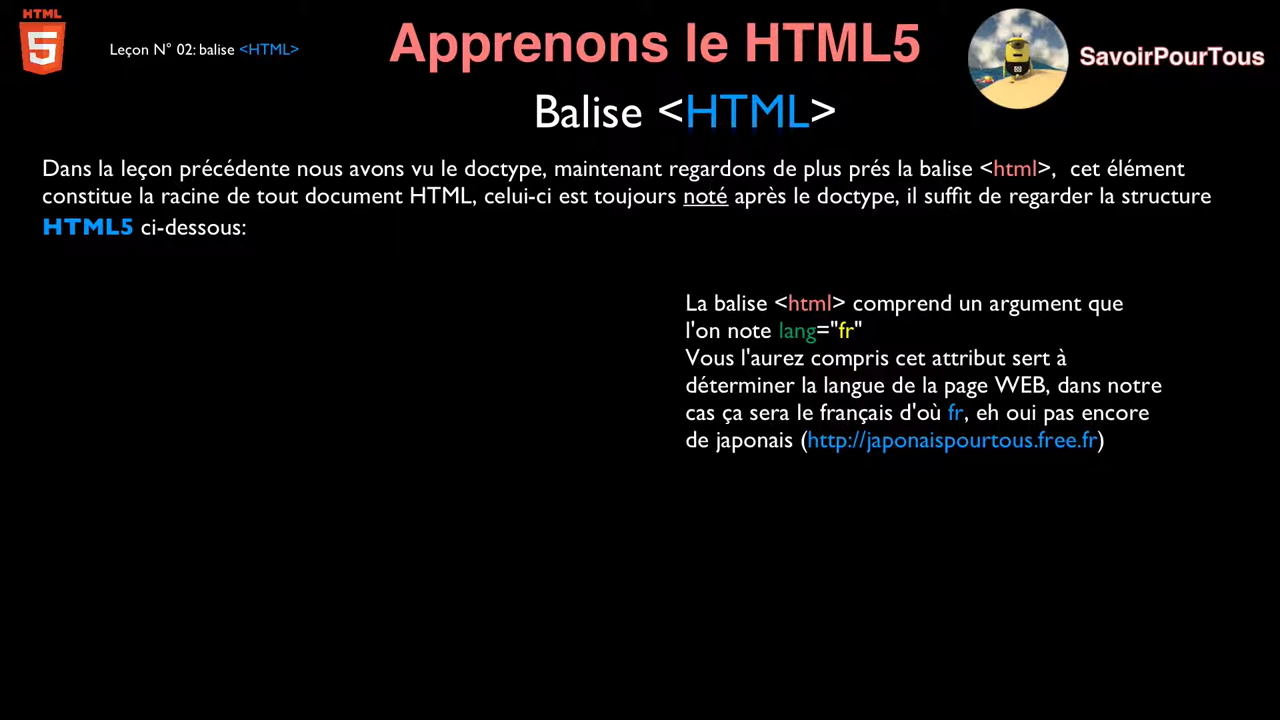 HTML
5
Leçon N° 02: balise <HTML>
Apprenons le HTML5
SavoirPourTous
Balise <HTML>
Dans la leçon précédente nous avons vu le doctype, maintenant regardons de plus prés la balise <html>, cet élément
constitue la racine de tout document HTML, celui-ci est toujours noté après le doctype, il suffit de regarder la structure
HTML5 ci-dessous:
La balise <html> comprend un argument que
l'on note lang="fr"
Vous l'aurez compris cet attribut sert à
déterminer la langue de la page WEB, dans notre
cas ça sera le français d'où fr, eh oui pas encore
de japonais (http://japonaispourtous.free.fr)